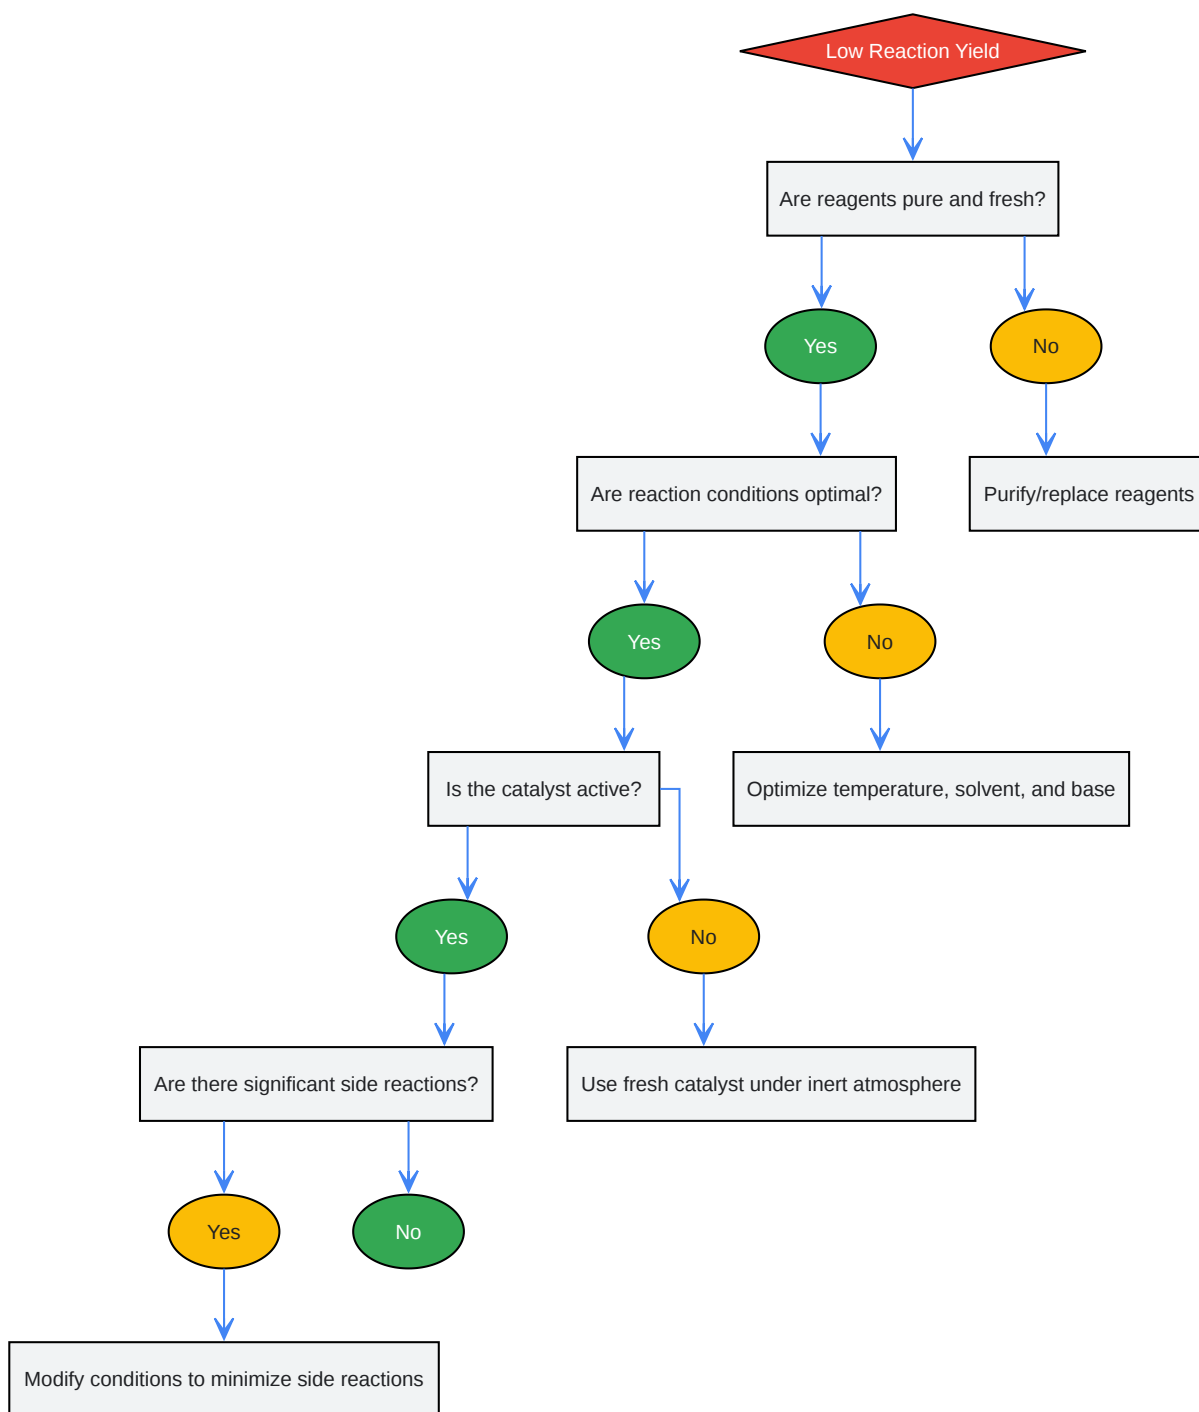 Low Reaction Yield
Are reagents pure and fresh?
Yes
No
Are reaction conditions optimal?
Purify/replace reagents
Yes
No
Is the catalyst active?
Optimize temperature, solvent, and base
Yes
No
Are there significant side reactions?
Use fresh catalyst under inert atmosphere
Yes
No
Modify conditions to minimize side reactions